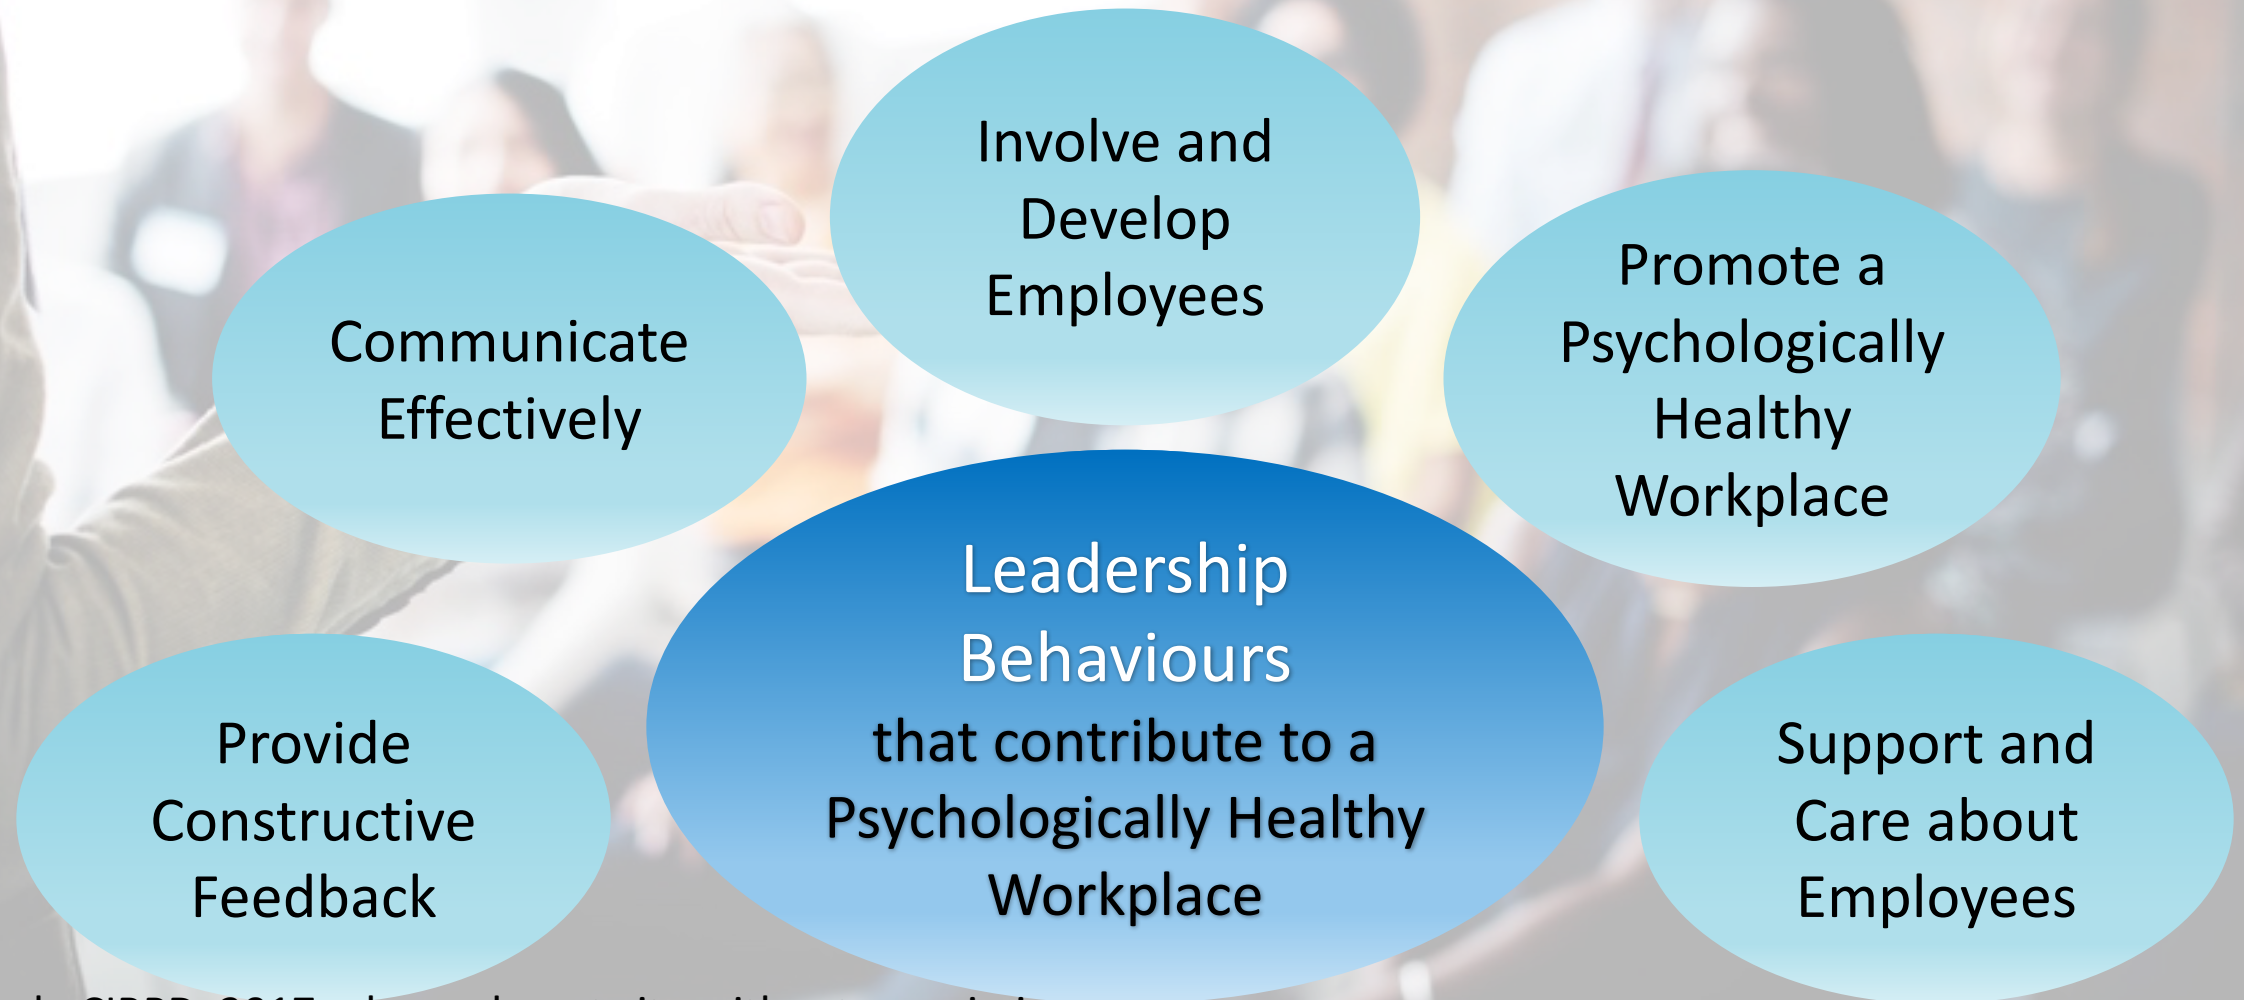 Involve and
Develop
Employees
Communicate
Effectively
Promote a
Psychologically
Healthy
Workplace
Leadership
Behaviours
that contribute to a
Psychologically Healthy
Workplace
Provide
Constructive
Feedback
Support and
Care about
Employees